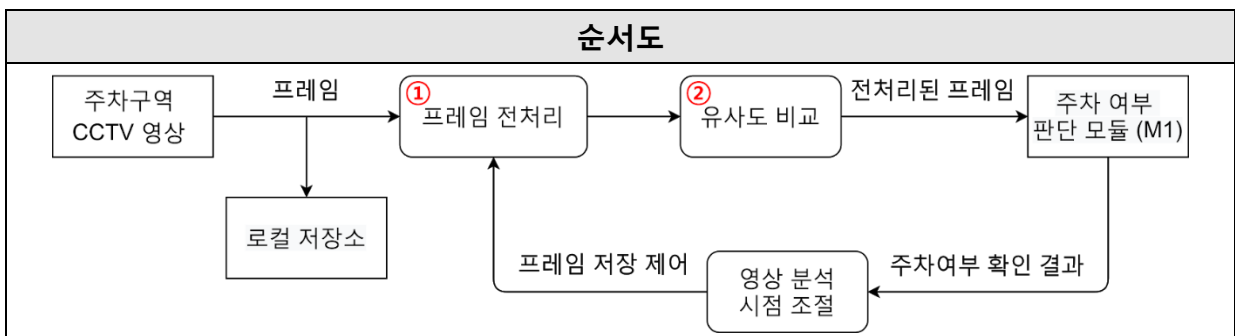 순서도
주차구역
CCTV 영상
프레임
①
프레임 전처리
②
유사도 비교
전처리된 프레임
주차 여부
판단 모듈 (M1)
로컬 저장소
프레임 저장 제어
영상 분석
시점 조절
주차여부 확인 결과